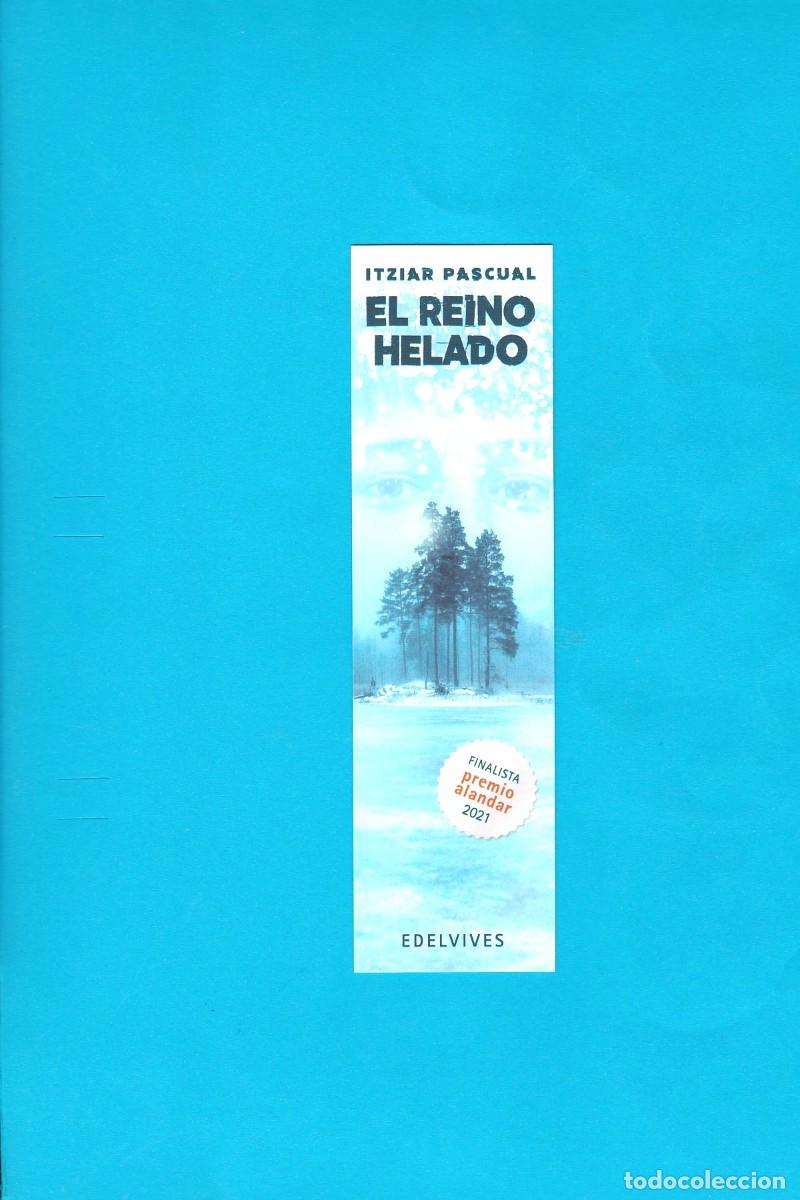 ITZIAR PASCUAL
EL REINO
HELADO
FINALISTA
premio
alandar
2021
EDELVIVES
todocoleccion